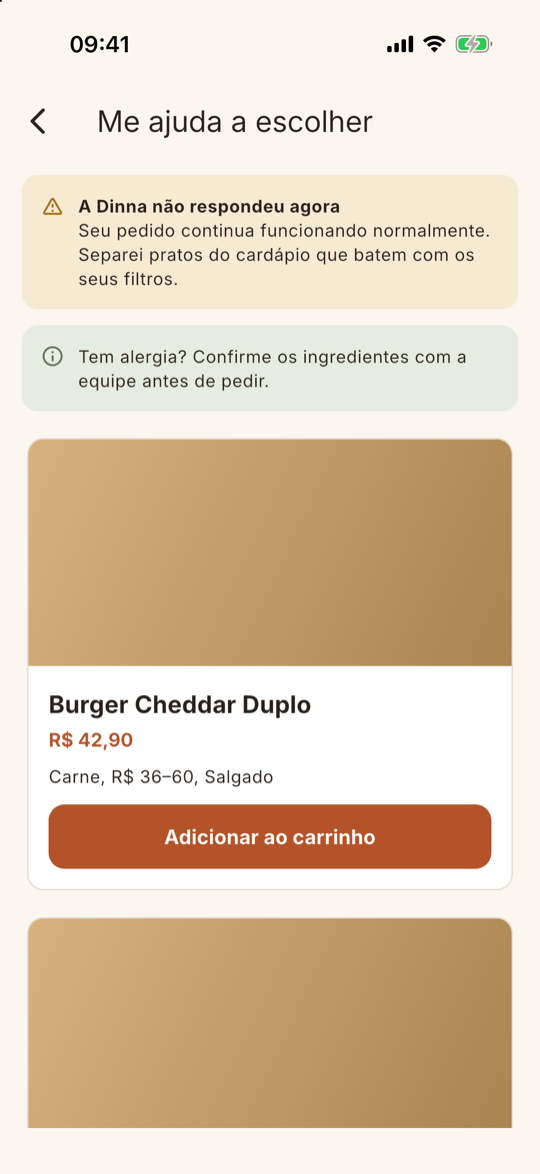 09:41
Me ajuda a escolher
A Dinna não respondeu agora
Seu pedido continua funcionando normalmente.
Separei pratos do cardápio que batem com os
seus filtros.
Tem alergia? Confirme os ingredientes com a
equipe antes de pedir.
Burger Cheddar Duplo
R$ 42,90
Carne, R$ 36–60, Salgado
Adicionar ao carrinho